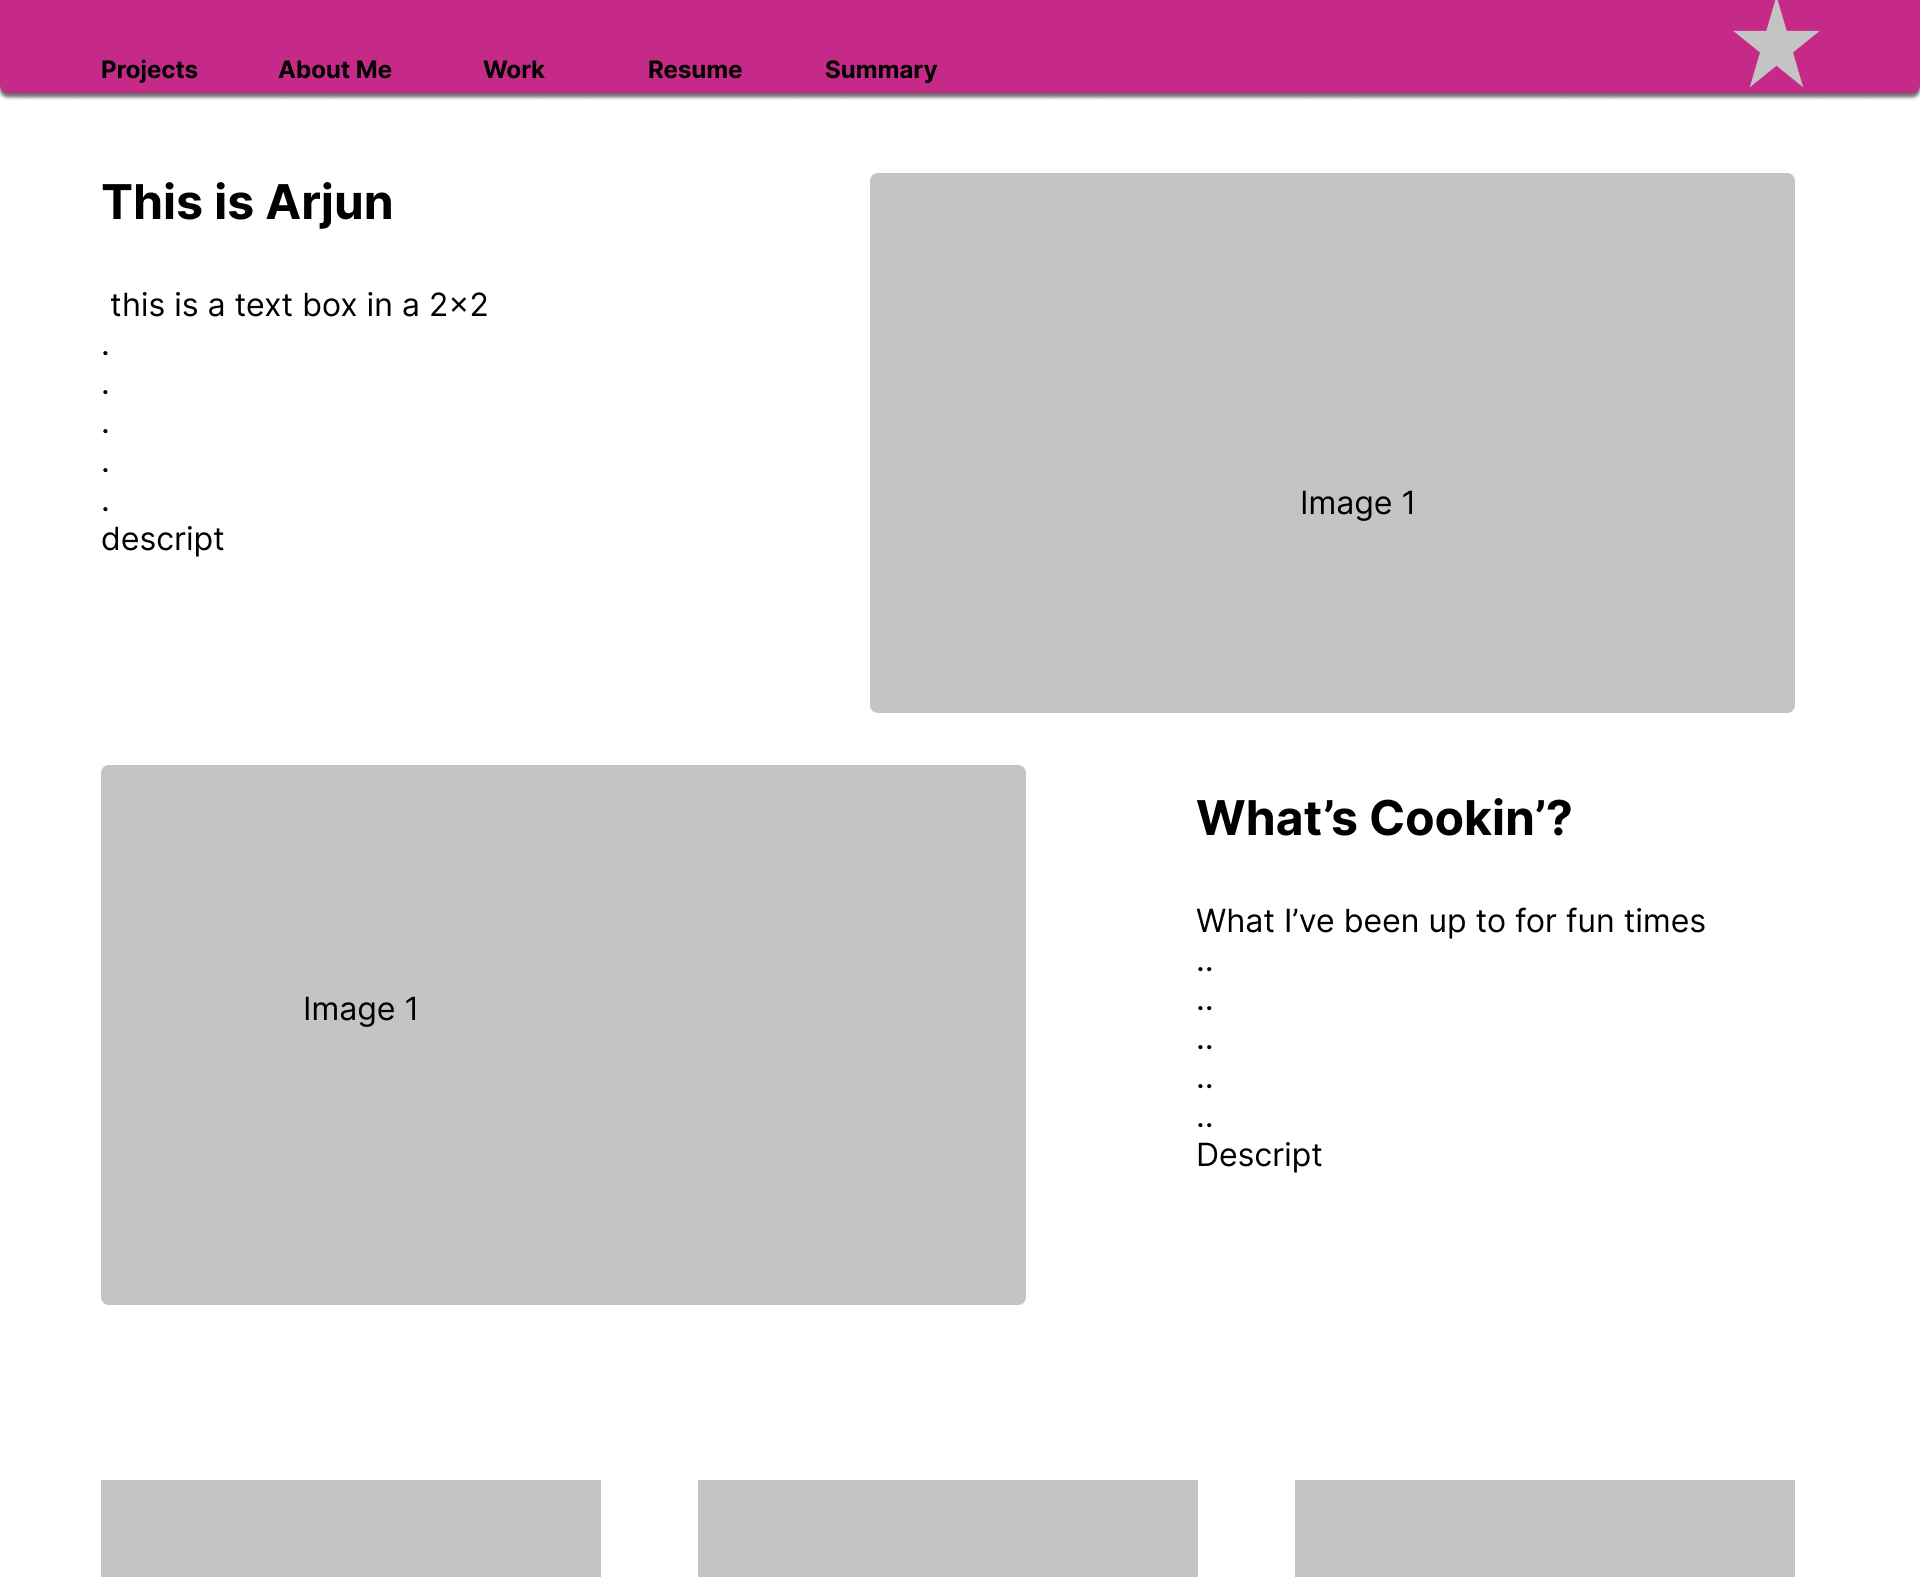 Projects About Me Work Resume Summary
This is Arjun
this is a text box in a 2×2
.
.
.
.
.
descript
Image 1
Image 1
What’s Cookin’?
What I’ve been up to for fun times
..
..
..
..
..
Descript